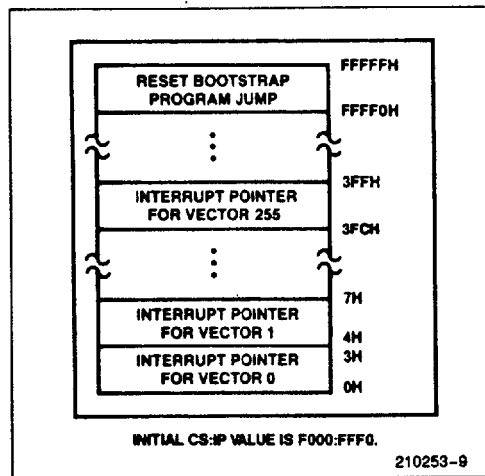 FFFFFH
RESET BOOTSTRAP
PROGRAM JUMP
FFFF0H
3FFH
INTERRUPT POINTER
FOR VECTOR 255
3FCH
7H
INTERRUPT POINTER
FOR VECTOR 1
4H
3H
INTERRUPT POINTER
FOR VECTOR 0
0H
INITIAL CS:IP VALUE IS F000:FFF0.
210253-9